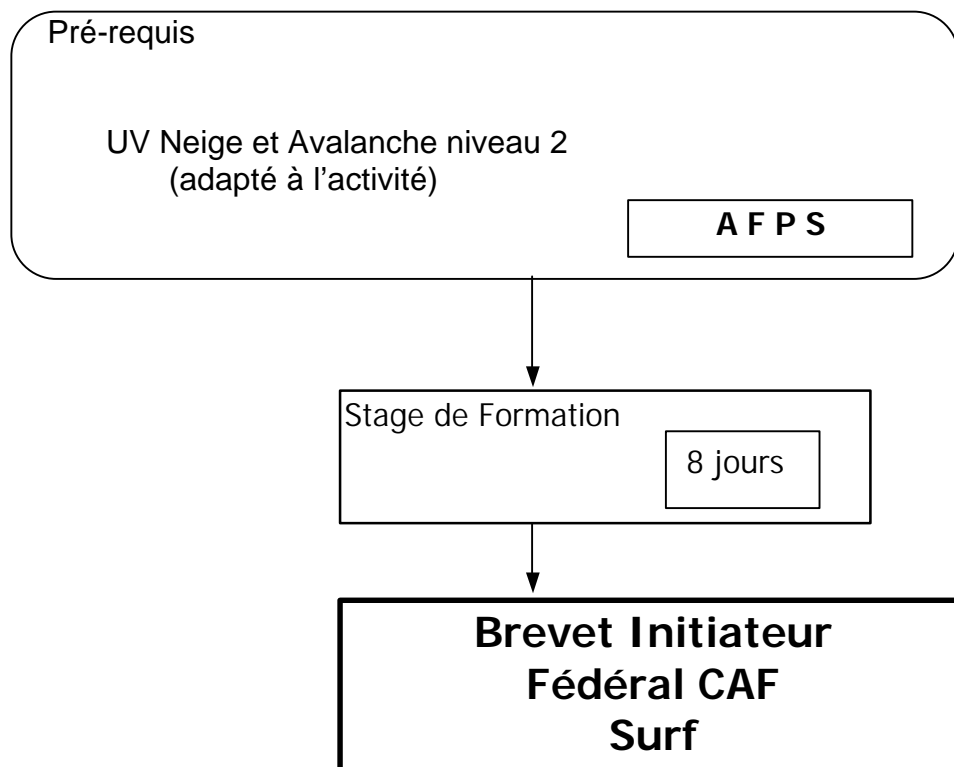 Pré-requis
UV Neige et Avalanche niveau 2
(adapté à l'activité)
A F P S
Stage de Formation
8 jours
Brevet Initiateur
Fédéral CAF
Surf